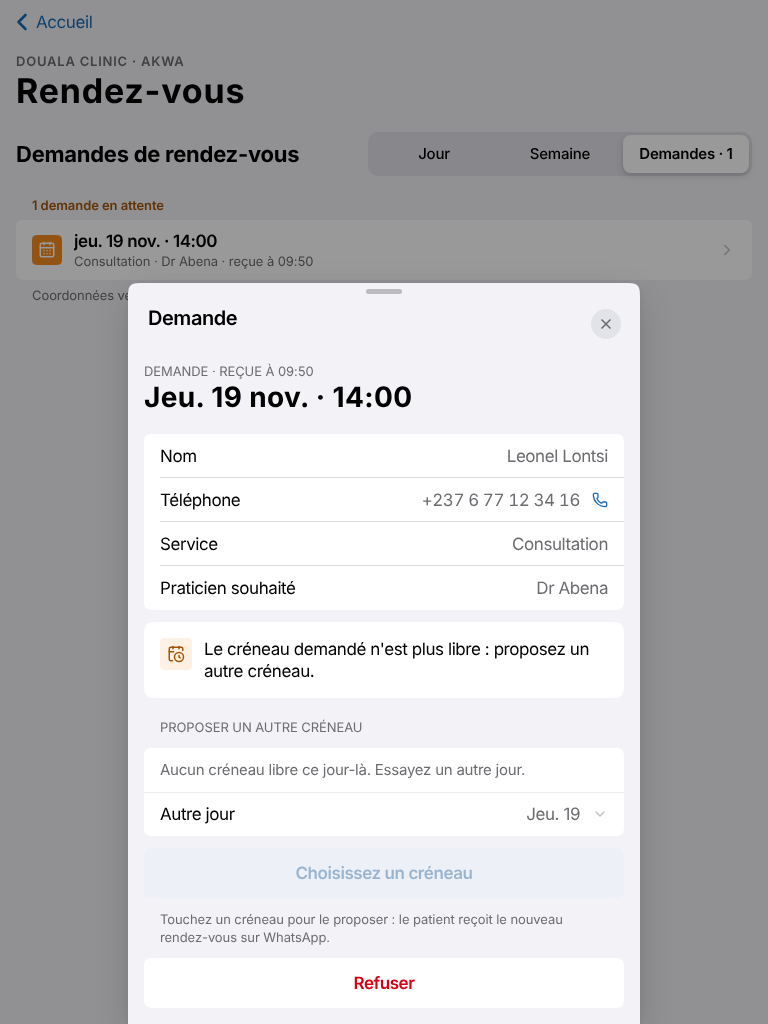 Accueil
DOUALA CLINIC · AKWA
Rendez-vous
Demandes de rendez-vous
Jour
Semaine
Demandes · 1
1 demande en attente
jeu. 19 nov. · 14:00
Consultation · Dr Abena · reçue à 09:50
Coordonnées
Demande
DEMANDE · REÇUE À 09:50
Jeu. 19 nov. · 14:00
Nom
Leonel Lontsi
Téléphone
+237 6 77 12 34 16
Service
Consultation
Praticien souhaité
Dr Abena
Le créneau demandé n'est plus libre : proposez un
autre créneau.
PROPOSER UN AUTRE CRÉNEAU
Aucun créneau libre ce jour-là. Essayez un autre jour.
Autre jour
Jeu. 19
Choisissez un créneau
Touchez un créneau pour le proposer : le patient reçoit le nouveau
rendez-vous sur WhatsApp.
Refuser